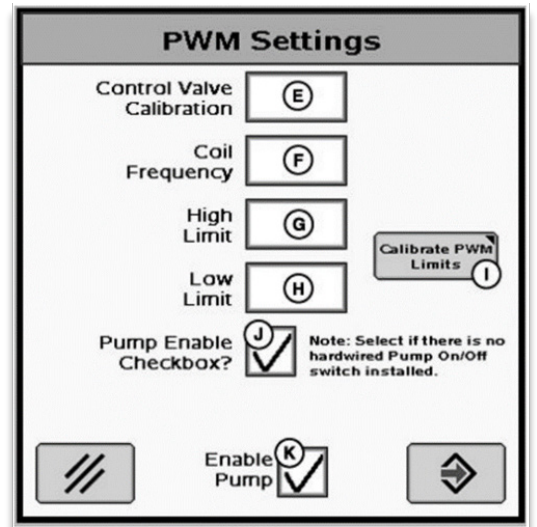 PWM Settings
Control Valve
Calibration
E
Coil
Frequency
F
High
Limit
G
Calibrate PWM
Limits
I
Low
Limit
H
Pump Enable
Checkbox?
J
Note: Select if there is no
hardwired Pump On/Off
switch installed.
Enable
Pump
K